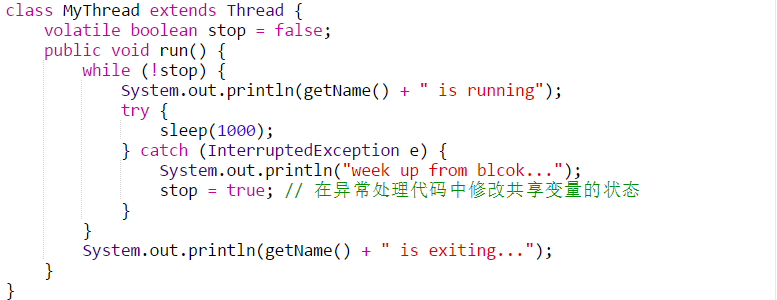 class MyThread extends Thread {
    volatile boolean stop = false;
    public void run() {
        while (!stop) {
            System.out.println(getName() + " is running");
            try {
                sleep(1000);
            } catch (InterruptedException e) {
                System.out.println("week up from blcok...");
                stop = true; // 在异常处理代码中修改共享变量的状态
            }
        }
        System.out.println(getName() + " is exiting...");
    }
}